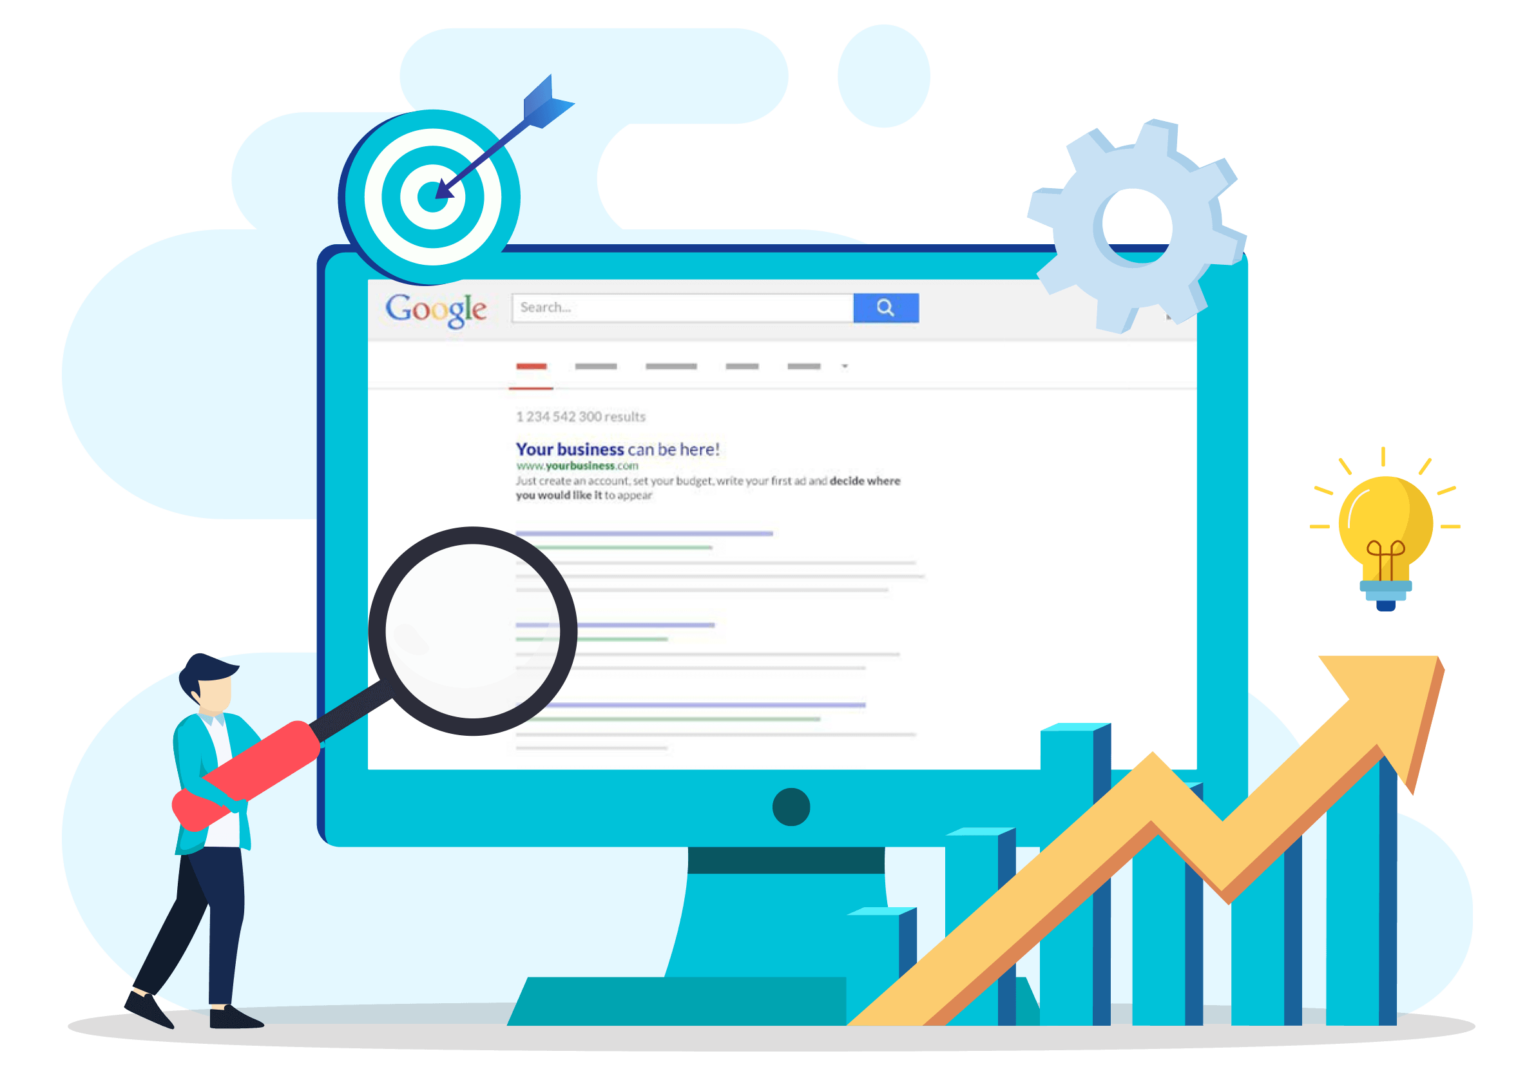 Google
Search...
1 234 542 300 results
Your business can be here!
www.yourbusiness.com
Just create an account, set your budget, write your first ad and decide where
you would like it to appear